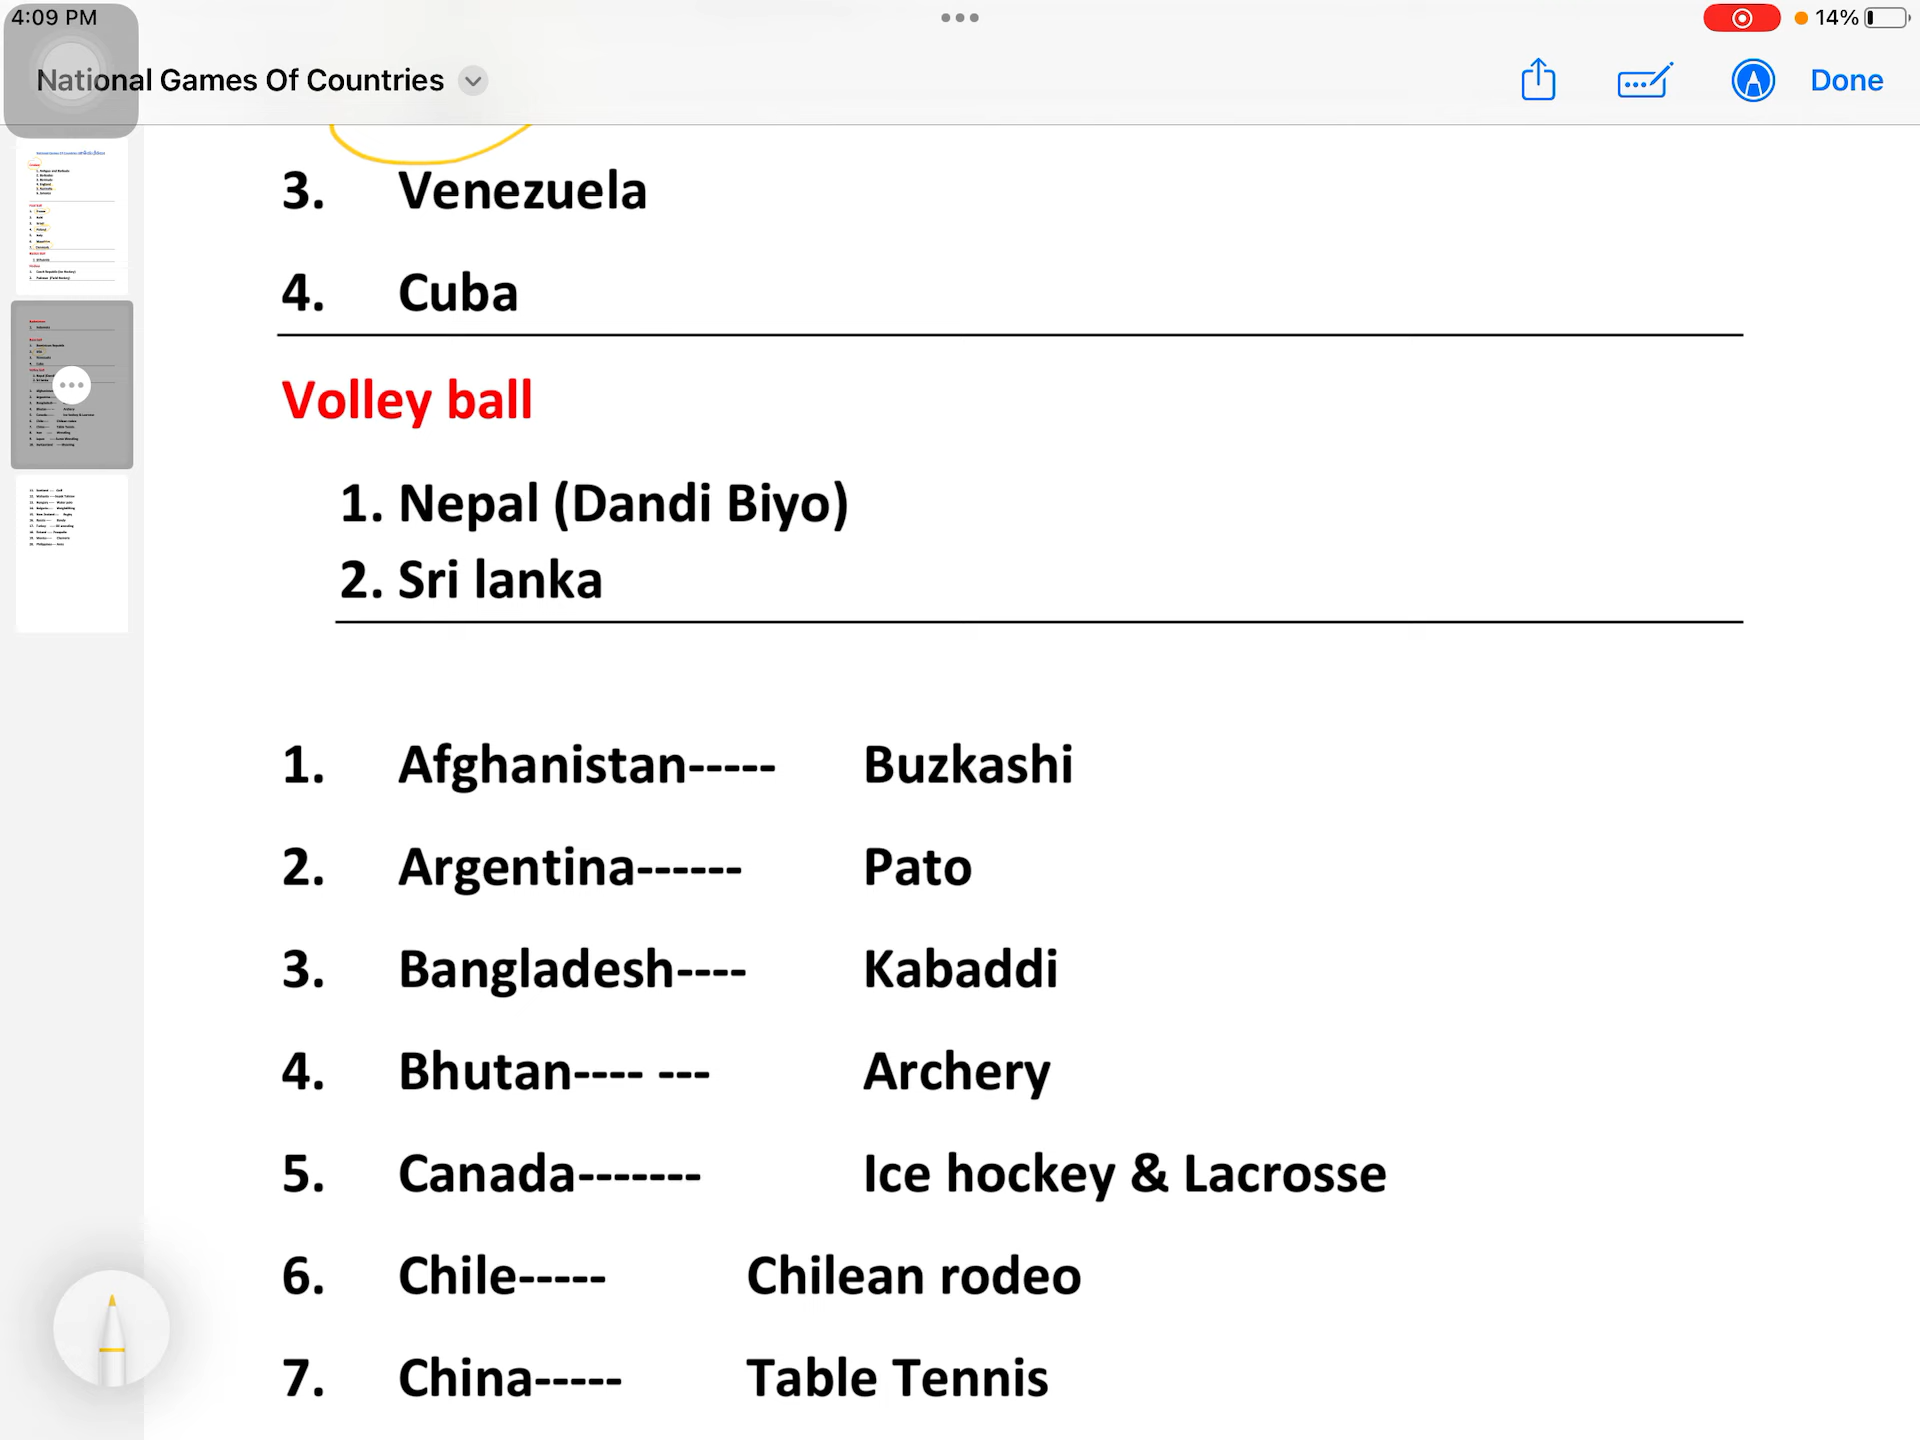 4:09 PM
14%
National Games Of Countries
Done
3. Venezuela
4. Cuba
Volley ball
1. Nepal (Dandi Biyo)
2. Sri lanka
1. Afghanistan----- Buzkashi
2. Argentina------ Pato
3. Bangladesh---- Kabaddi
4. Bhutan---- --- Archery
5. Canada------- Ice hockey & Lacrosse
6. Chile----- Chilean rodeo
7. China----- Table Tennis